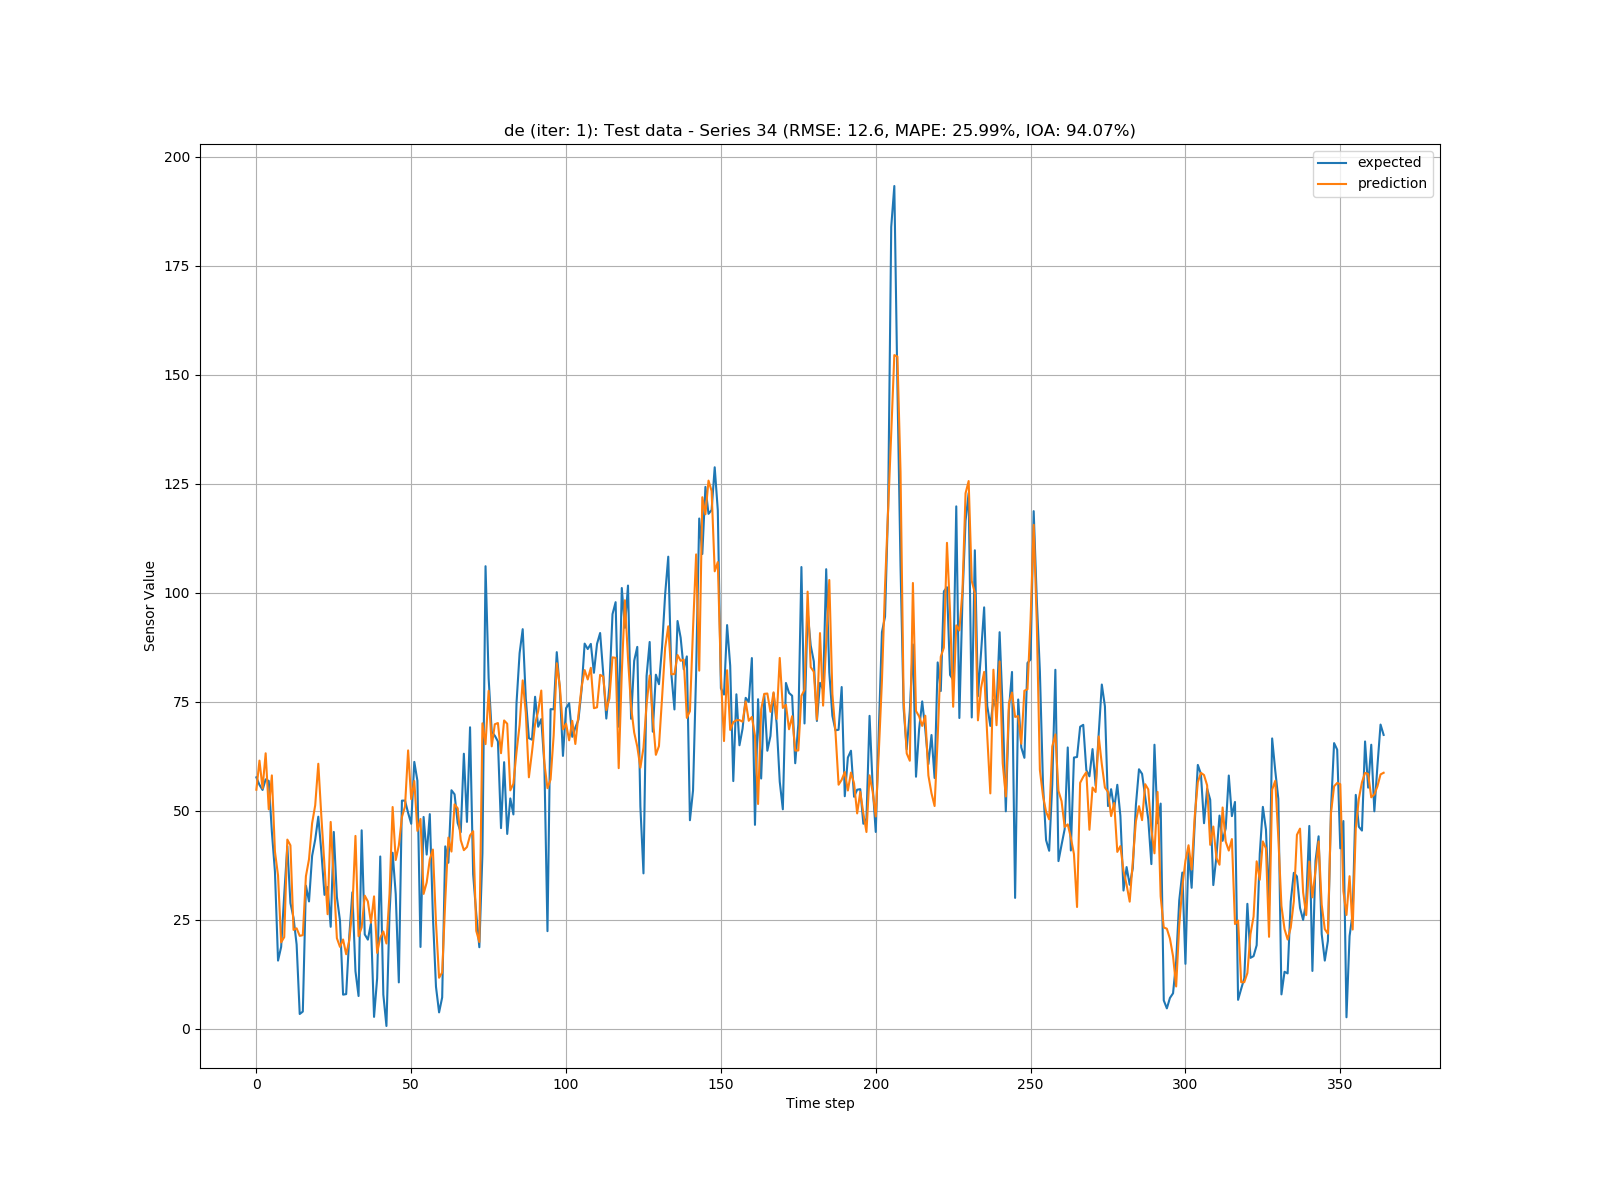 de (iter: 1): Test data - Series 34 (RMSE: 12.6, MAPE: 25.99%, IOA: 94.07%)
expected
prediction
200
175
150
125
100
75
50
25
0
Sensor Value
0 50 100 150 200 250 300 350
Time step